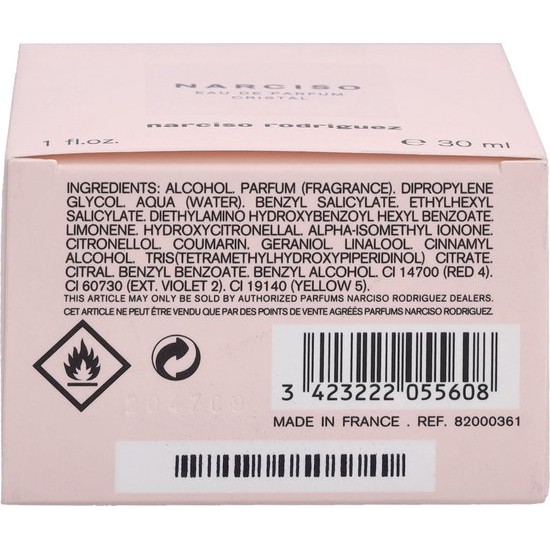 NARCISO
EAU DE PARFUM
CRISTAL
narciso rodriguez
1 fl.oz. e 30 ml
INGREDIENTS: ALCOHOL. PARFUM (FRAGRANCE). DIPROPYLENE
GLYCOL. AQUA (WATER). BENZYL SALICYLATE. ETHYLHEXYL
SALICYLATE. DIETHYLAMINO HYDROXYBENZOYL HEXYL BENZOATE.
LIMONENE. HYDROXYCITRONELLAL. ALPHA-ISOMETHYL IONONE.
CITRONELLOL. COUMARIN. GERANIOL. LINALOOL. CINNAMYL
ALCOHOL. TRIS(TETRAMETHYLHYDROXYPIPERIDINOL) CITRATE.
CITRAL. BENZYL BENZOATE. BENZYL ALCOHOL. CI 14700 (RED 4).
CI 60730 (EXT. VIOLET 2). CI 19140 (YELLOW 5).
THIS ARTICLE MAY ONLY BE SOLD BY AUTHORIZED PARFUMS NARCISO RODRIGUEZ DEALERS.
CET ARTICLE NE PEUT ÊTRE VENDU QUE PAR DES POINTS DE VENTE AGRÉÉS PARFUMS NARCISO RODRIGUEZ.
3 423222 055608
MADE IN FRANCE . REF. 82000361